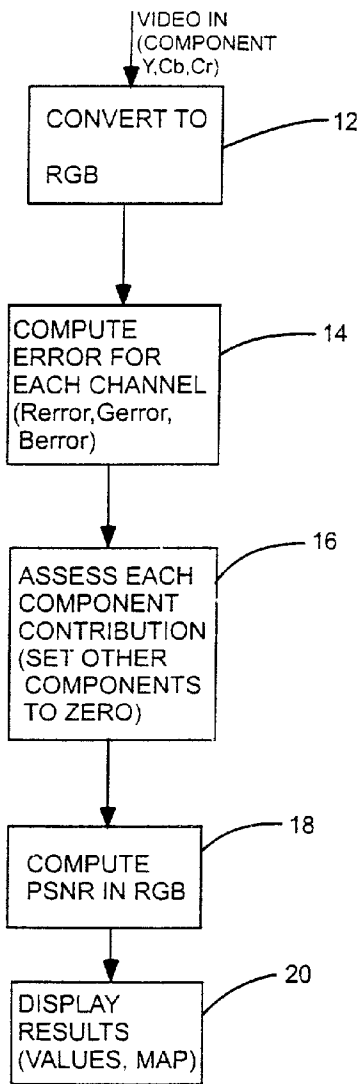 VIDEO IN
(COMPONENT
Y,Cb,Cr)
CONVERT TO
RGB
12
COMPUTE
ERROR FOR
EACH CHANNEL
(Rerror,Gerror,
Berror)
14
ASSESS EACH
COMPONENT
CONTRIBUTION
(SET OTHER
COMPONENTS
TO ZERO)
16
COMPUTE
PSNR IN RGB
18
DISPLAY
RESULTS
(VALUES, MAP)
20